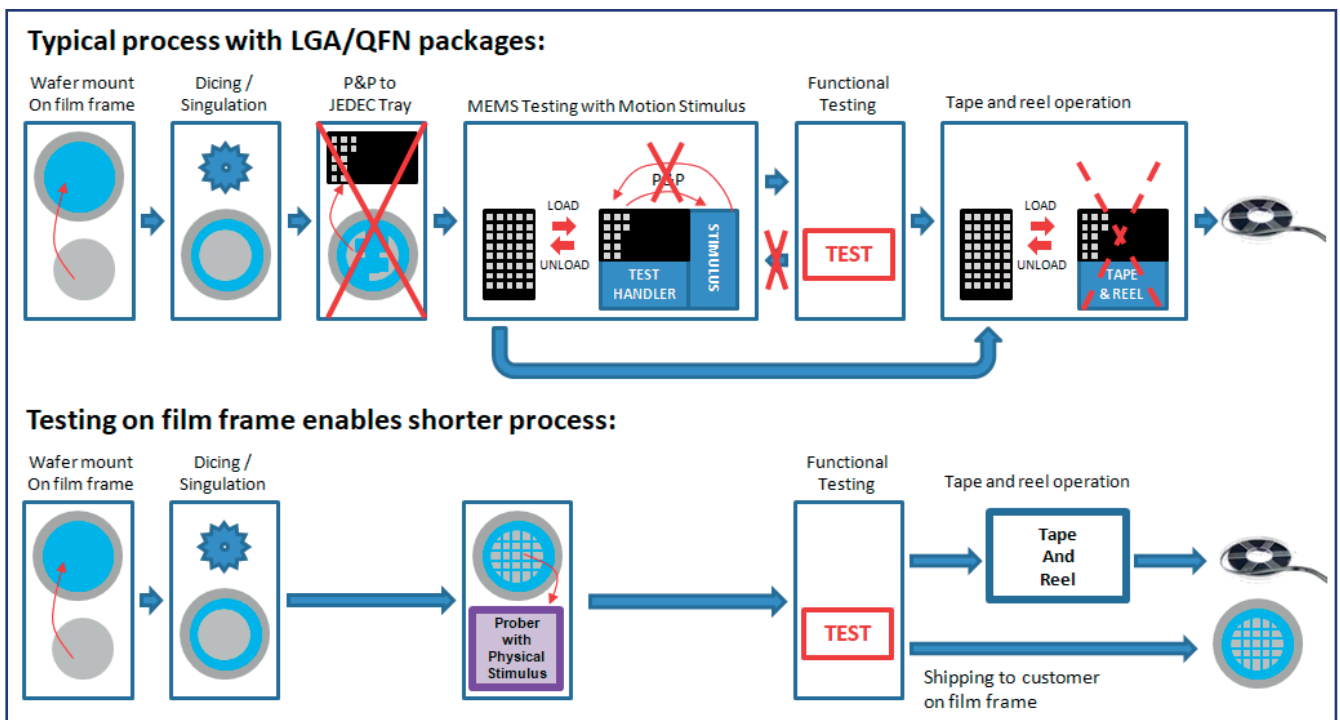 Typical process with LGA/QFN packages:
Wafer mount
On film frame
Dicing /
Singulation
P&P to
JEDEC Tray
MEMS Testing with Motion Stimulus
Functional
Testing
Tape and reel operation
P&P
LOAD
UNLOAD
TEST
HANDLER
STIMULUS
TEST
LOAD
UNLOAD
TAPE
& REEL
Testing on film frame enables shorter process:
Wafer mount
On film frame
Dicing /
Singulation
Functional
Testing
Tape and reel operation
Prober
with
Physical
Stimulus
TEST
Tape
And
Reel
Shipping to customer
on film frame